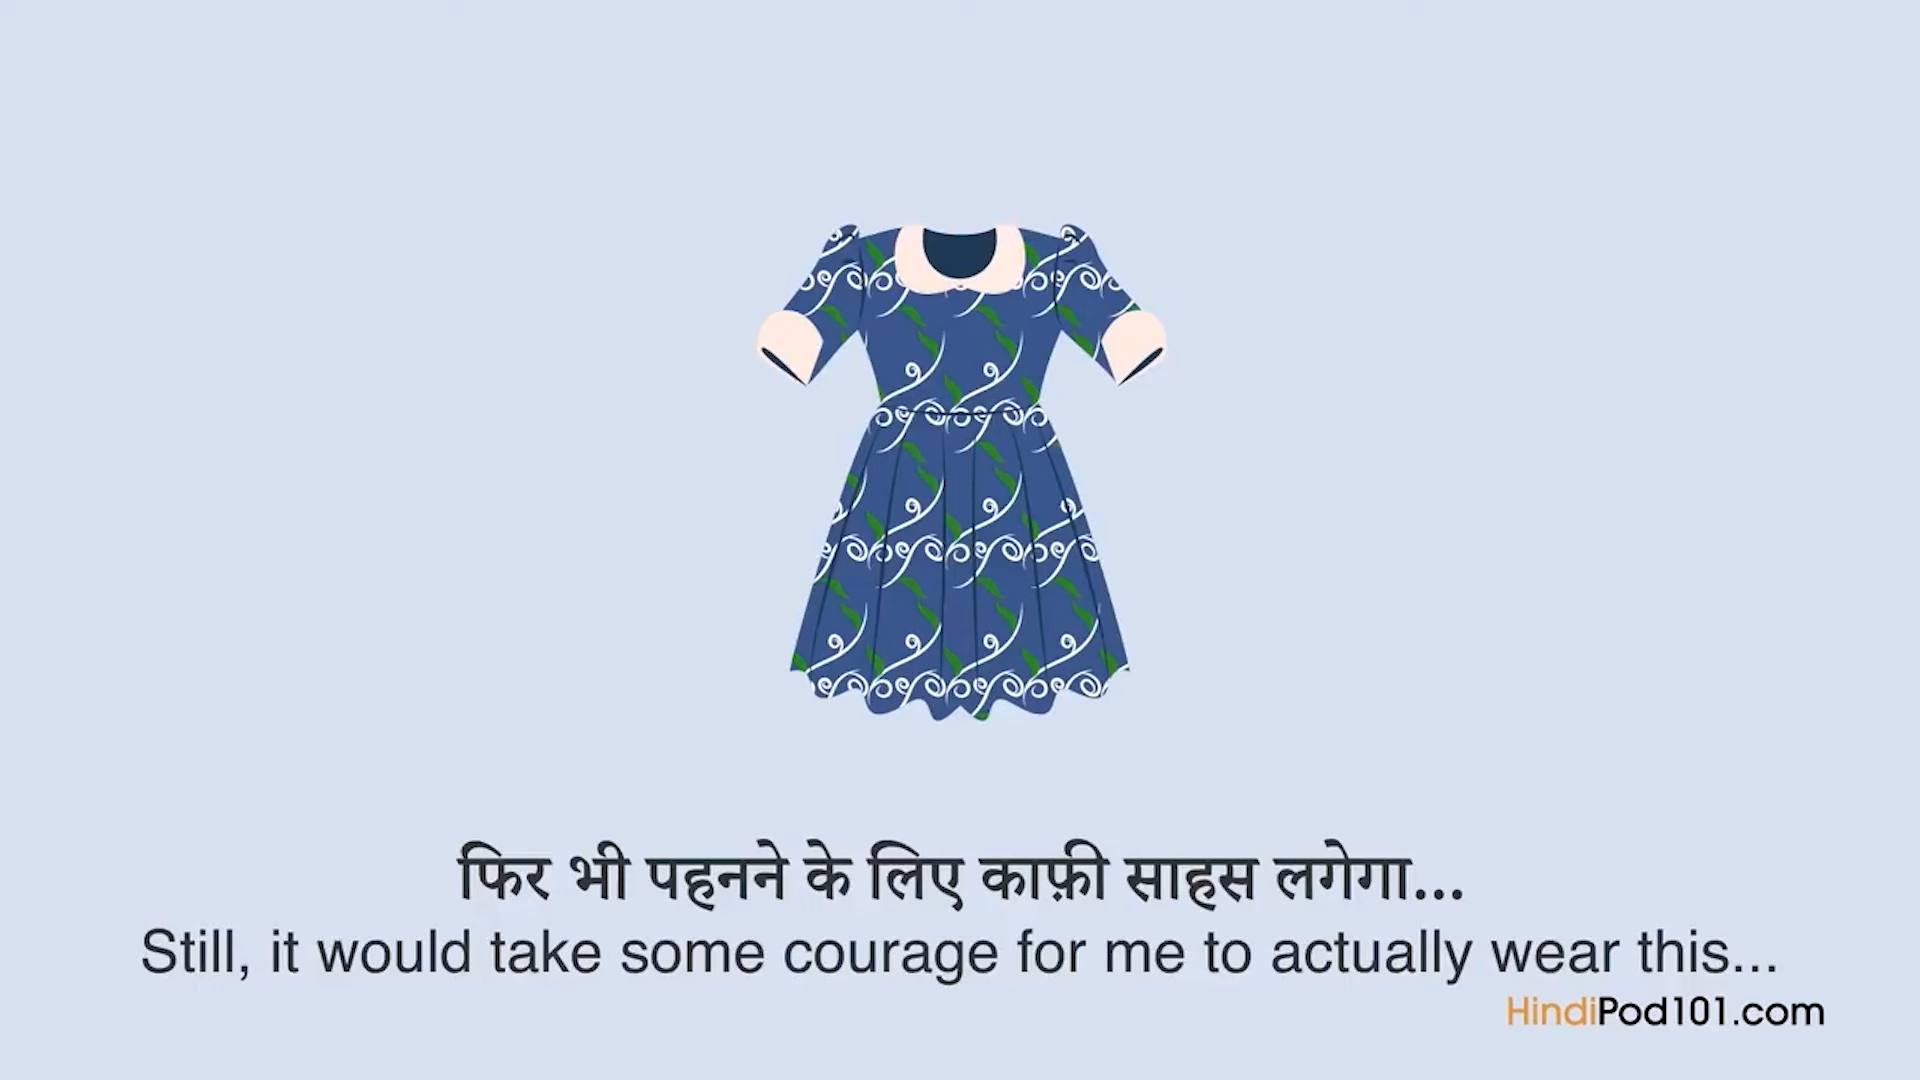 फिर भी पहनने के लिए काफ़ी साहस लगेगा...
Still, it would take some courage for me to actually wear this...
HindiPod101.com